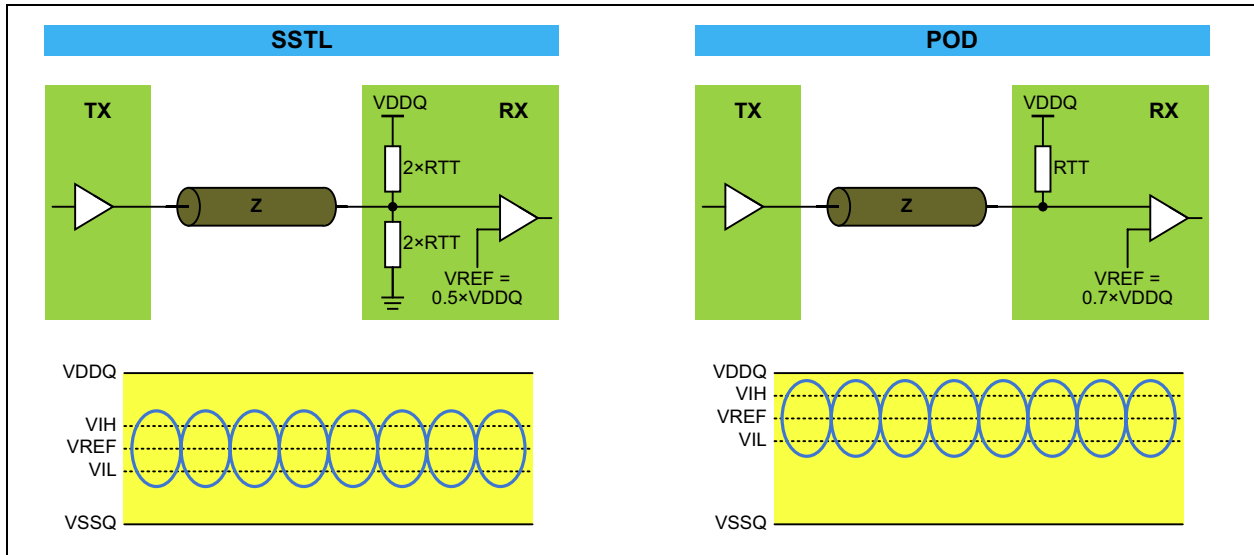 SSTL
TX
VDDQ
RX
2×RTT
Z
2×RTT
VREF =
0.5×VDDQ
VDDQ
VIH
VREF
VIL
VSSQ
POD
TX
VDDQ
RX
RTT
Z
VREF =
0.7×VDDQ
VDDQ
VIH
VREF
VIL
VSSQ